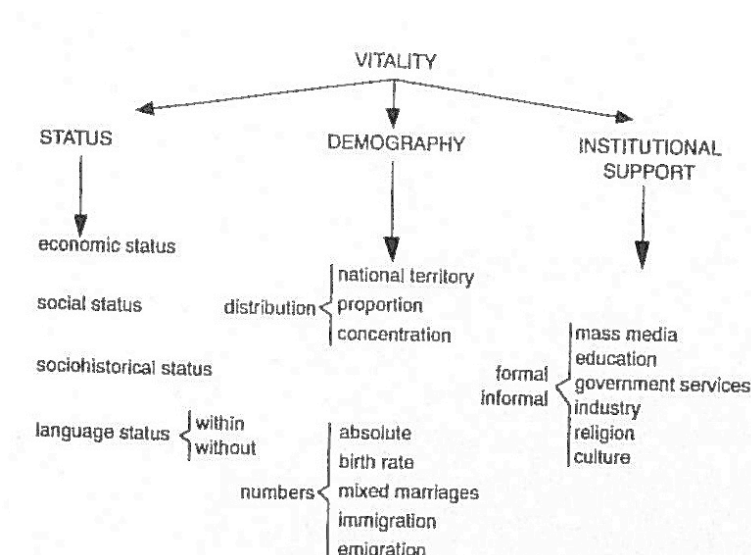 VITALITY
STATUS
DEMOGRAPHY
INSTITUTIONAL
SUPPORT
economic status
social status
sociohistorical status
language status
within
without
distribution
national territory
proportion
concentration
numbers
absolute
birth rate
mixed marriages
immigration
emigration
formal
informal
mass media
education
government services
industry
religion
culture